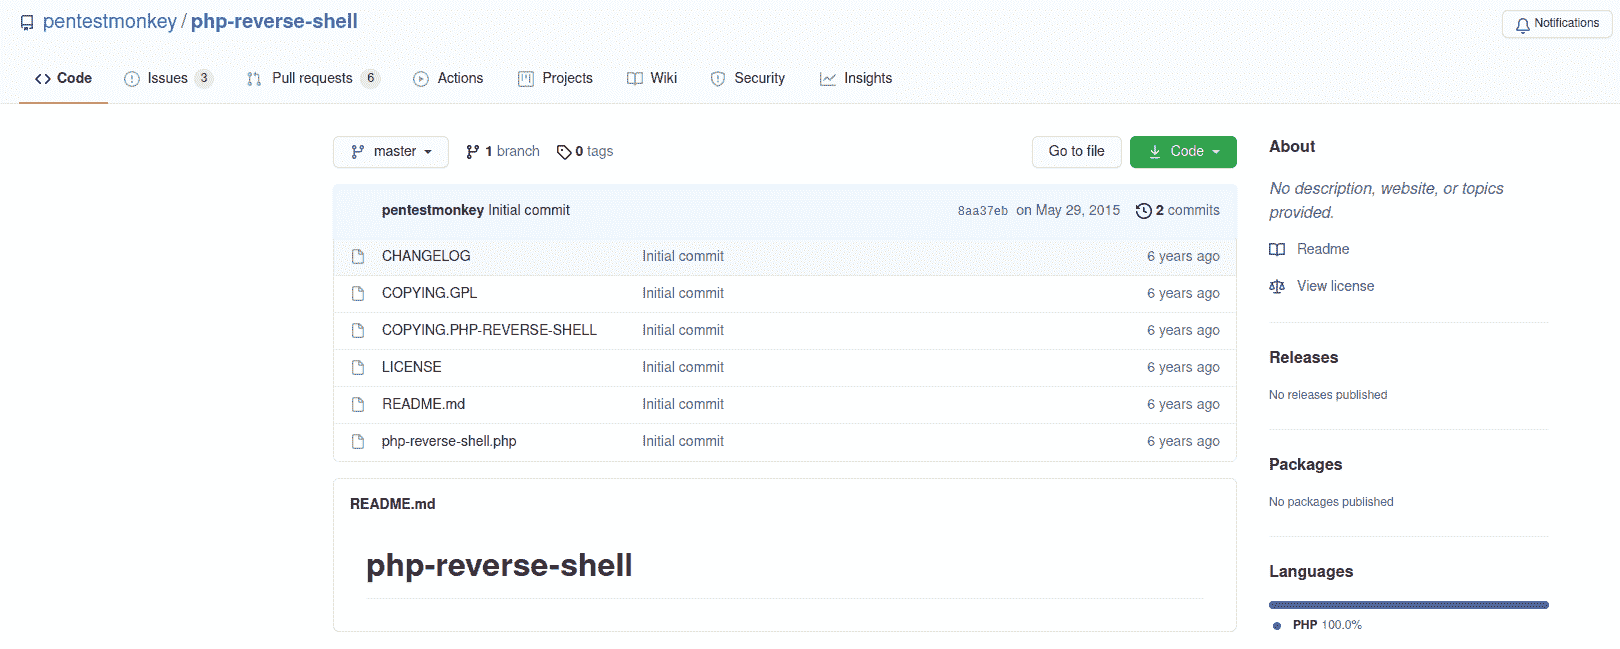 pentestmonkey / php-reverse-shell
Notifications
Code Issues 3 Pull requests 6 Actions Projects Wiki Security Insights
master 1 branch 0 tags Go to file Code
pentestmonkey Initial commit 8aa37eb on May 29, 2015 2 commits
CHANGELOG Initial commit 6 years ago
COPYING.GPL Initial commit 6 years ago
COPYING.PHP-REVERSE-SHELL Initial commit 6 years ago
LICENSE Initial commit 6 years ago
README.md Initial commit 6 years ago
php-reverse-shell.php Initial commit 6 years ago
README.md
php-reverse-shell
About
No description, website, or topics
provided.
Readme
View license
Releases
No releases published
Packages
No packages published
Languages
PHP 100.0%